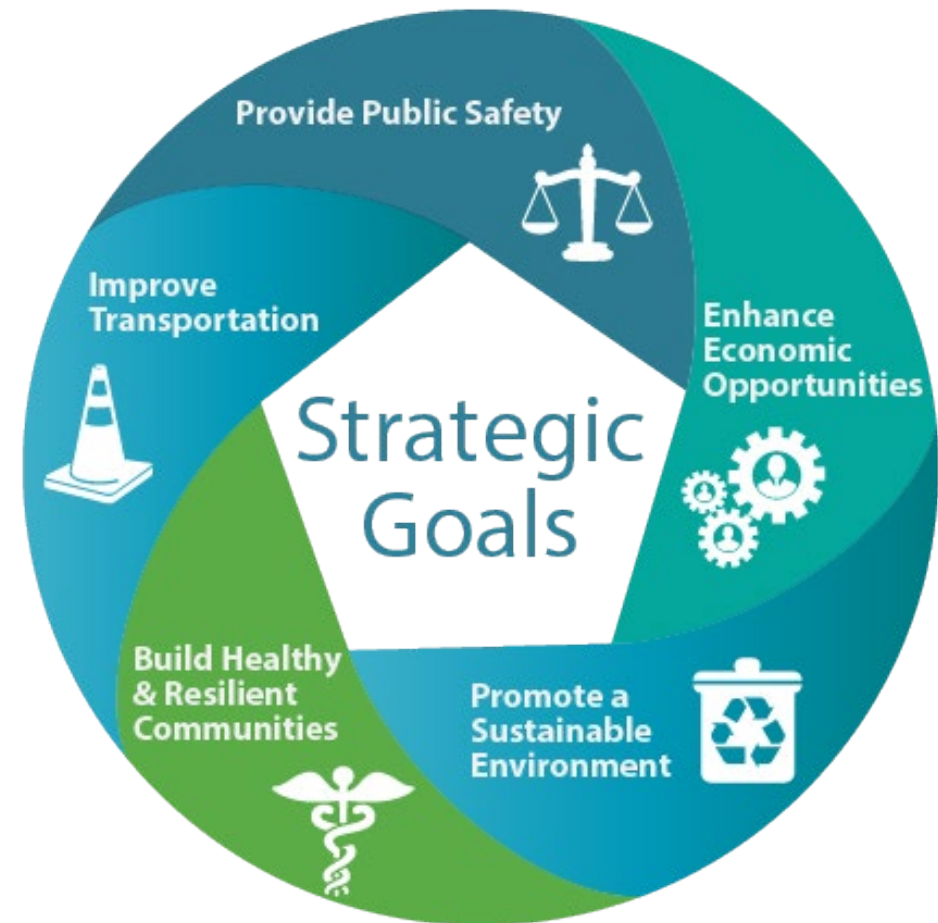 Provide Public Safety
Enhance
Economic
Opportunities
Promote a
Sustainable
Environment
Build Healthy
& Resilient
Communities
Improve
Transportation
Strategic
Goals